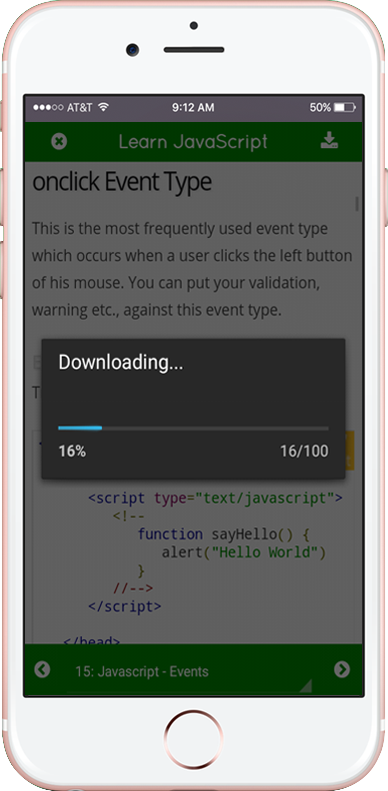 AT&T 9:12 AM 50%
Learn JavaScript
onclick Event Type
This is the most frequently used event type
which occurs when a user clicks the left button
of his mouse. You can put your validation,
warning etc., against this event type.
Downloading...
16% 16/100
<script type="text/javascript">
<!--
function sayHello() {
alert("Hello World")
}
//-->
</script>
</head>
15: Javascript - Events